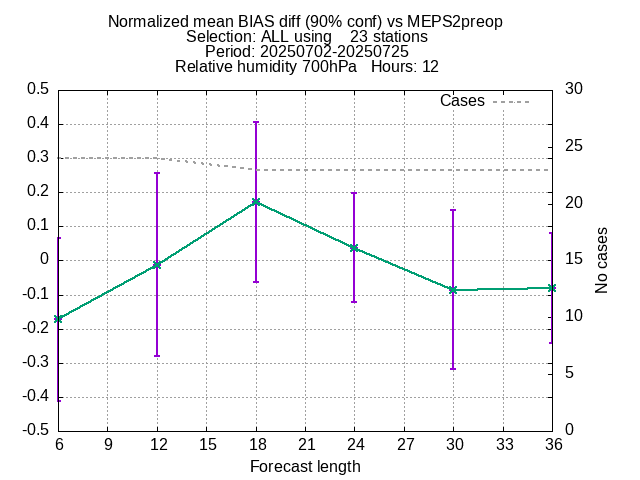 Normalized mean BIAS diff (90% conf) vs MEPS2preop
Selection: ALL using    23 stations
Period: 20250702-20250725
Relative humidity 700hPa   Hours: 12
Cases
0.5
0.4
0.3
0.2
0.1
0
-0.1
-0.2
-0.3
-0.4
-0.5
30
25
20
15
10
5
0
No cases
6 9 12 15 18 21 24 27 30 33 36
Forecast length